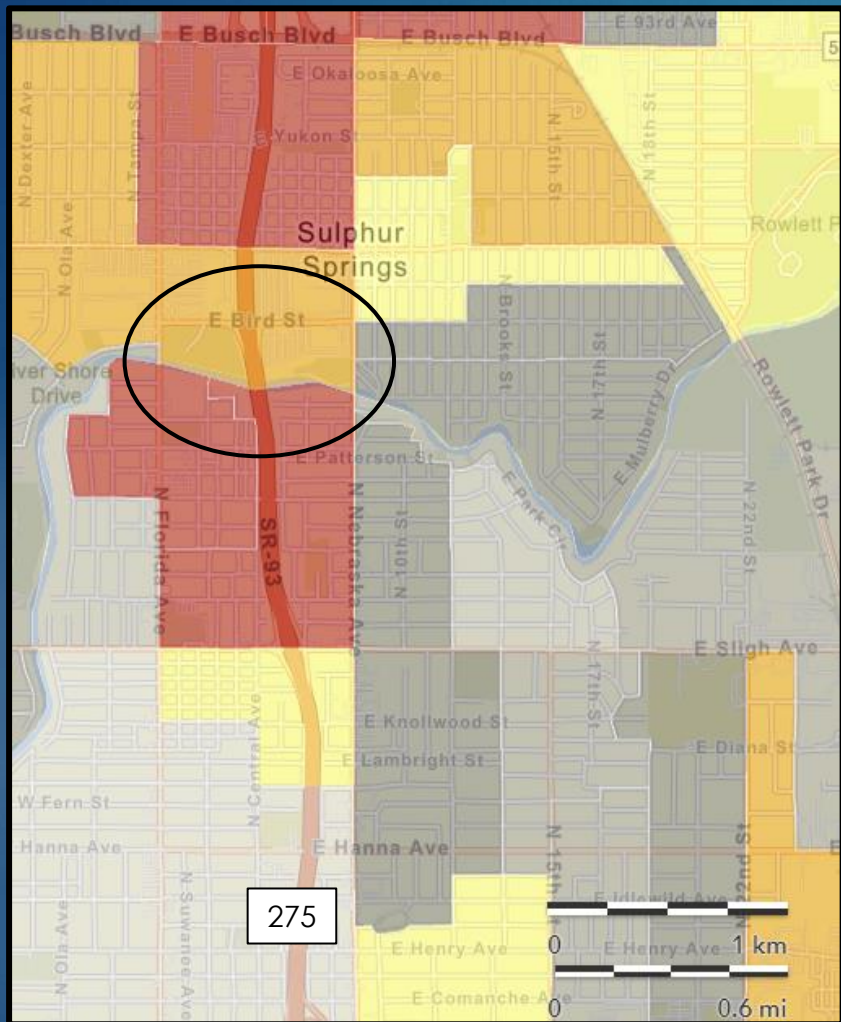 Busch Blvd
E Busch Blvd
E Busch Blvd
E 93rd Ave
5
E Okaloosa Ave
N Dexter Ave
N Tampa St
E Yukon St
N 15th St
N 18th St
N Ola Ave
Sulphur
Springs
Rowlett P
E Bird St
N Brooks St
N 17th St
E Mulberry Dr
lver Shore
Drive
Rowlett Park Dr
E Patterson St
E Park Cir
N Florida Ave
SR-93
N Nebraska Ave
N 10th St
N 22nd St
E Sligh Ave
N 17th St
N Central Ave
E Knollwood St
E Lambright St
E Diana St
W Fern St
Hanna Ave
E Hanna Ave
E
N 15th
N 22nd St
N Ola Ave
N Suwanee Ave
275
E Idlewild Ave
0
1 km
E Henry Ave
E Henry Ave
E Comanche Ave
0
0.6 mi